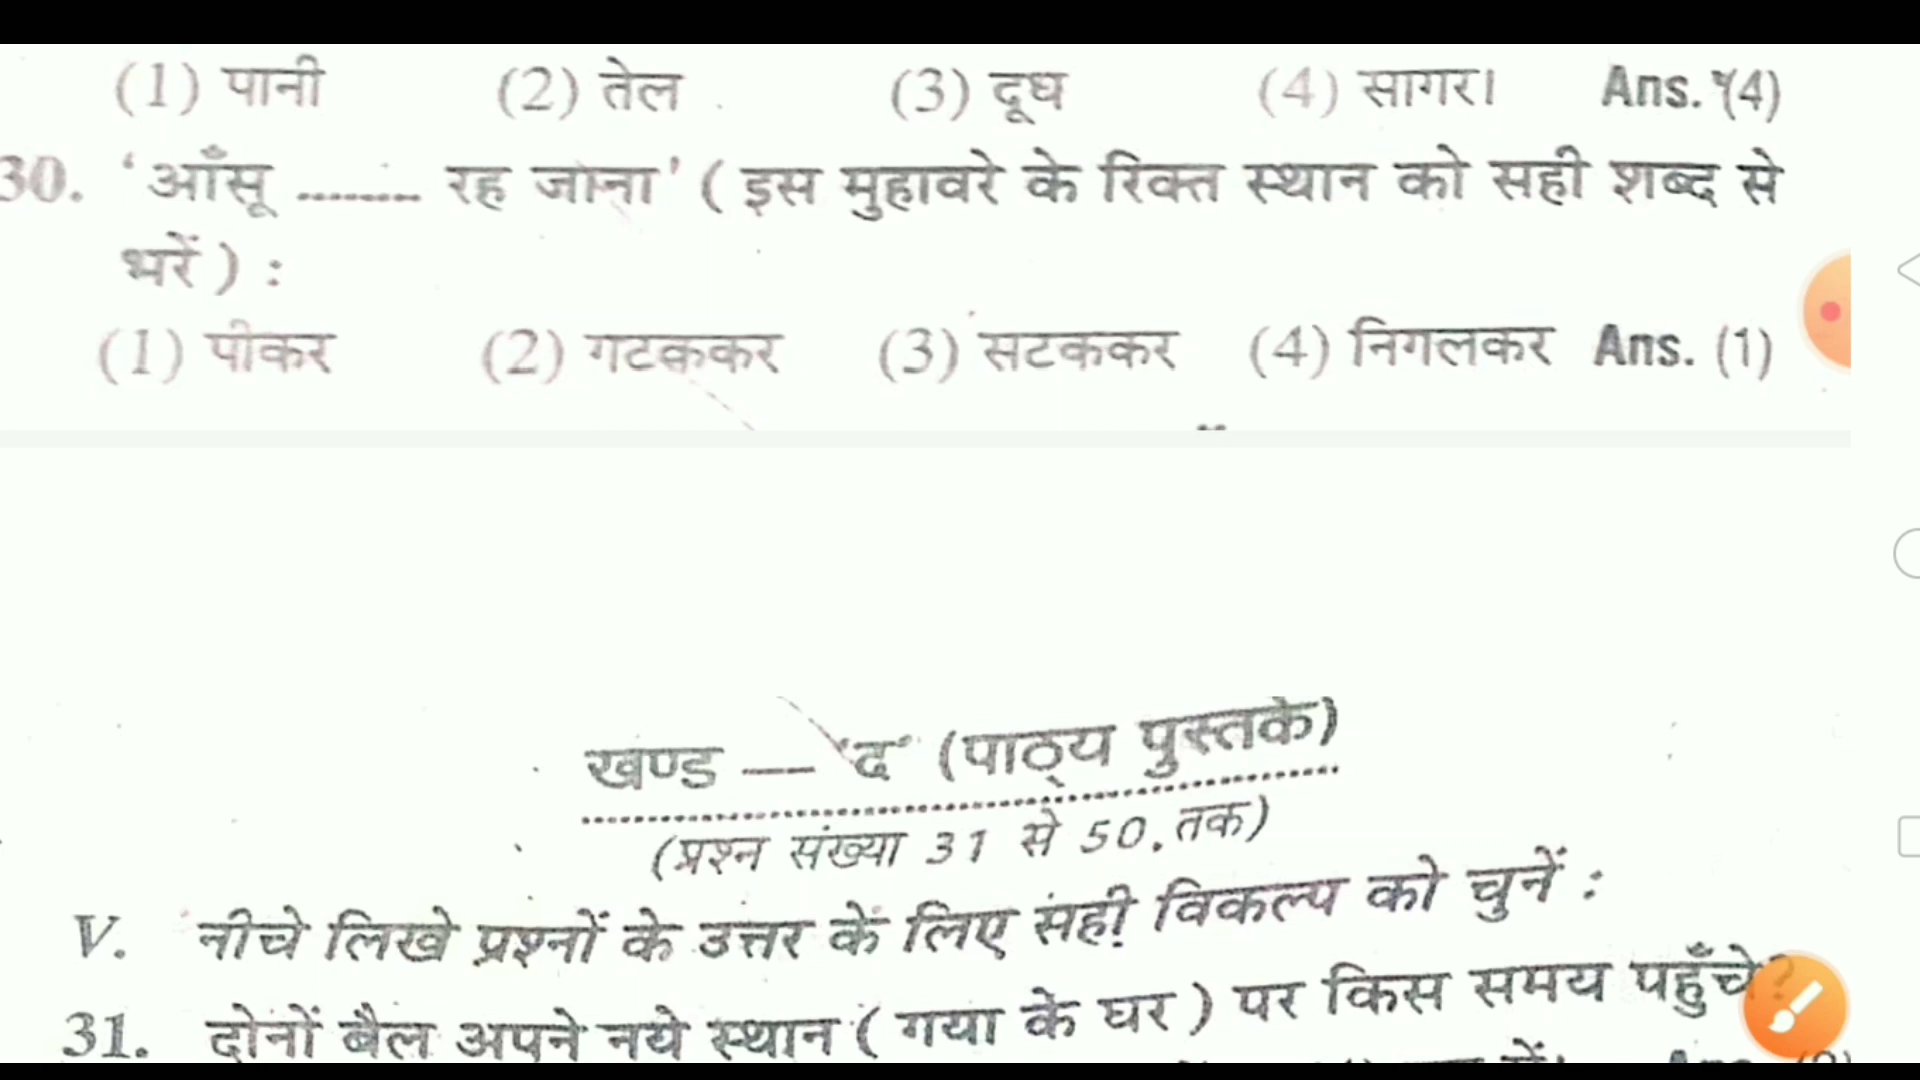 (1) पानी (2) तेल (3) दूध (4) सागर। Ans. (4)
30. 'आँसू ........ रह जाना' (इस मुहावरे के रिक्त स्थान को सही शब्द से
भरें) :
(1) पीकर (2) गटककर (3) सटककर (4) निगलकर Ans. (1)
खण्ड — 'द' (पाठ्य पुस्तकें)
(प्रश्न संख्या 31 से 50 तक)
V. नीचे लिखे प्रश्नों के उत्तर के लिए सही विकल्प को चुनें :
31. दोनों बैल अपने नये स्थान (गया के घर) पर किस समय पहुँचे?